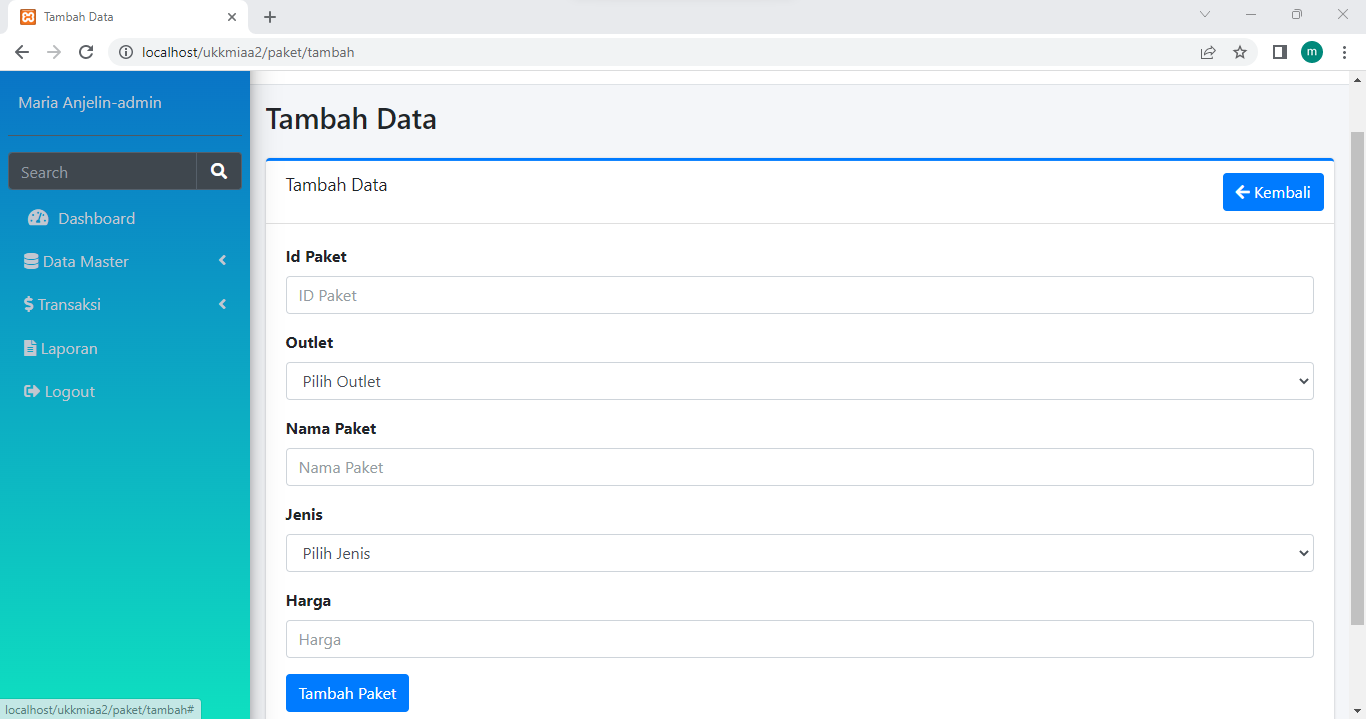 Tambah Data
localhost/ukkmiaa2/paket/tambah
m
Maria Anjelin-admin
Search
Dashboard
Data Master
Transaksi
Laporan
Logout
Tambah Data
Tambah Data
Kembali
Id Paket
ID Paket
Outlet
Pilih Outlet
Nama Paket
Nama Paket
Jenis
Pilih Jenis
Harga
Harga
Tambah Paket
localhost/ukkmiaa2/paket/tambah#